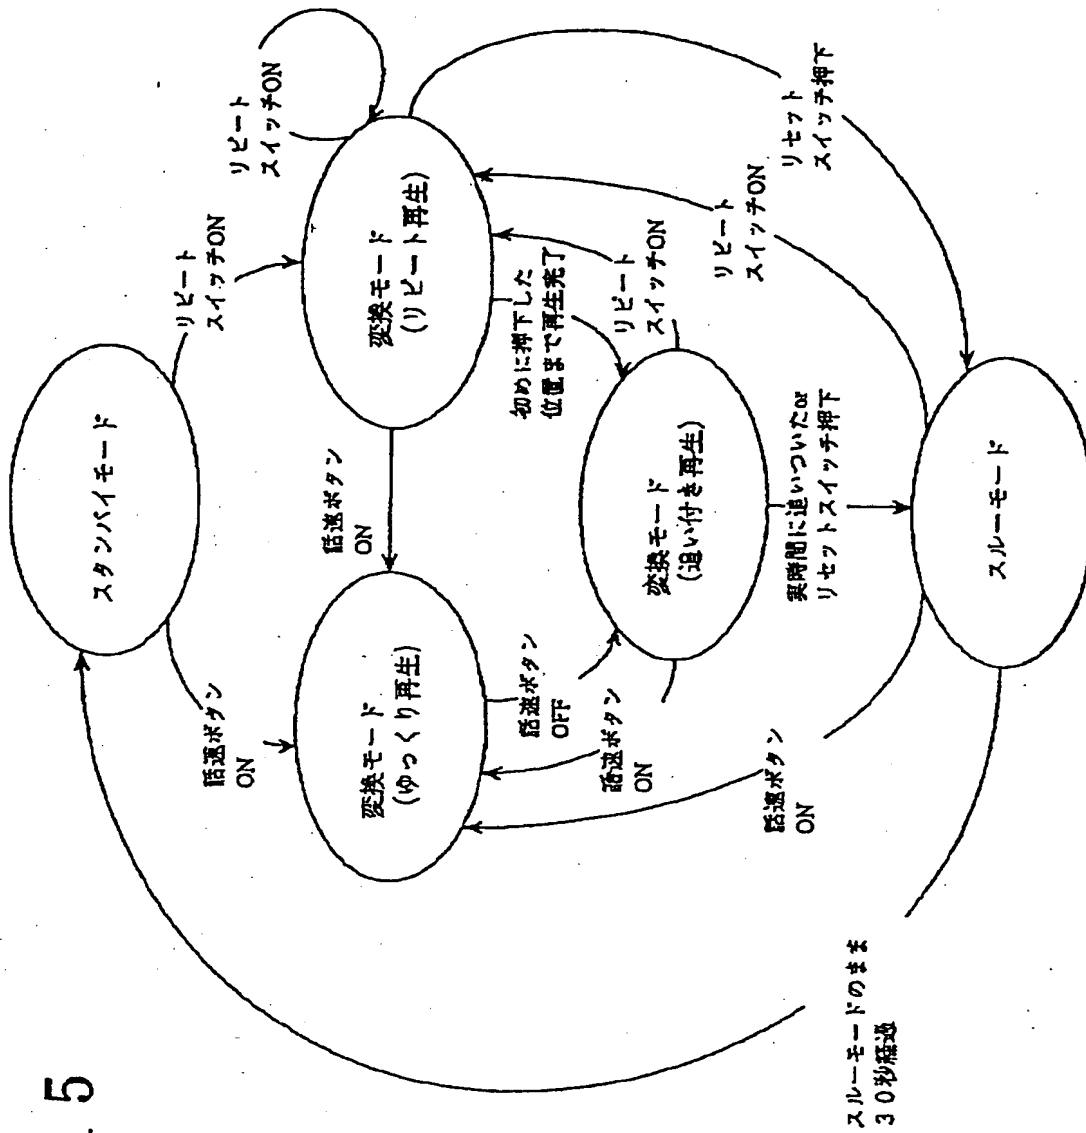 5
スタンバイモード
リピート
スイッチON
リピート
スイッチON
話速ボタン
ON
変換モード
(リピート再生)
話速ボタン
ON
変換モード
(ゆっくり再生)
初めに押下した
位置まで再生完了
リピート
スイッチON
リピート
スイッチON
リセット
スイッチ押下
話速ボタン
OFF
話速ボタン
ON
変換モード
(追い付き再生)
話速ボタン
ON
実時間に追いついたor
リセットスイッチ押下
スルーモード
スルーモードのまま
30秒経過